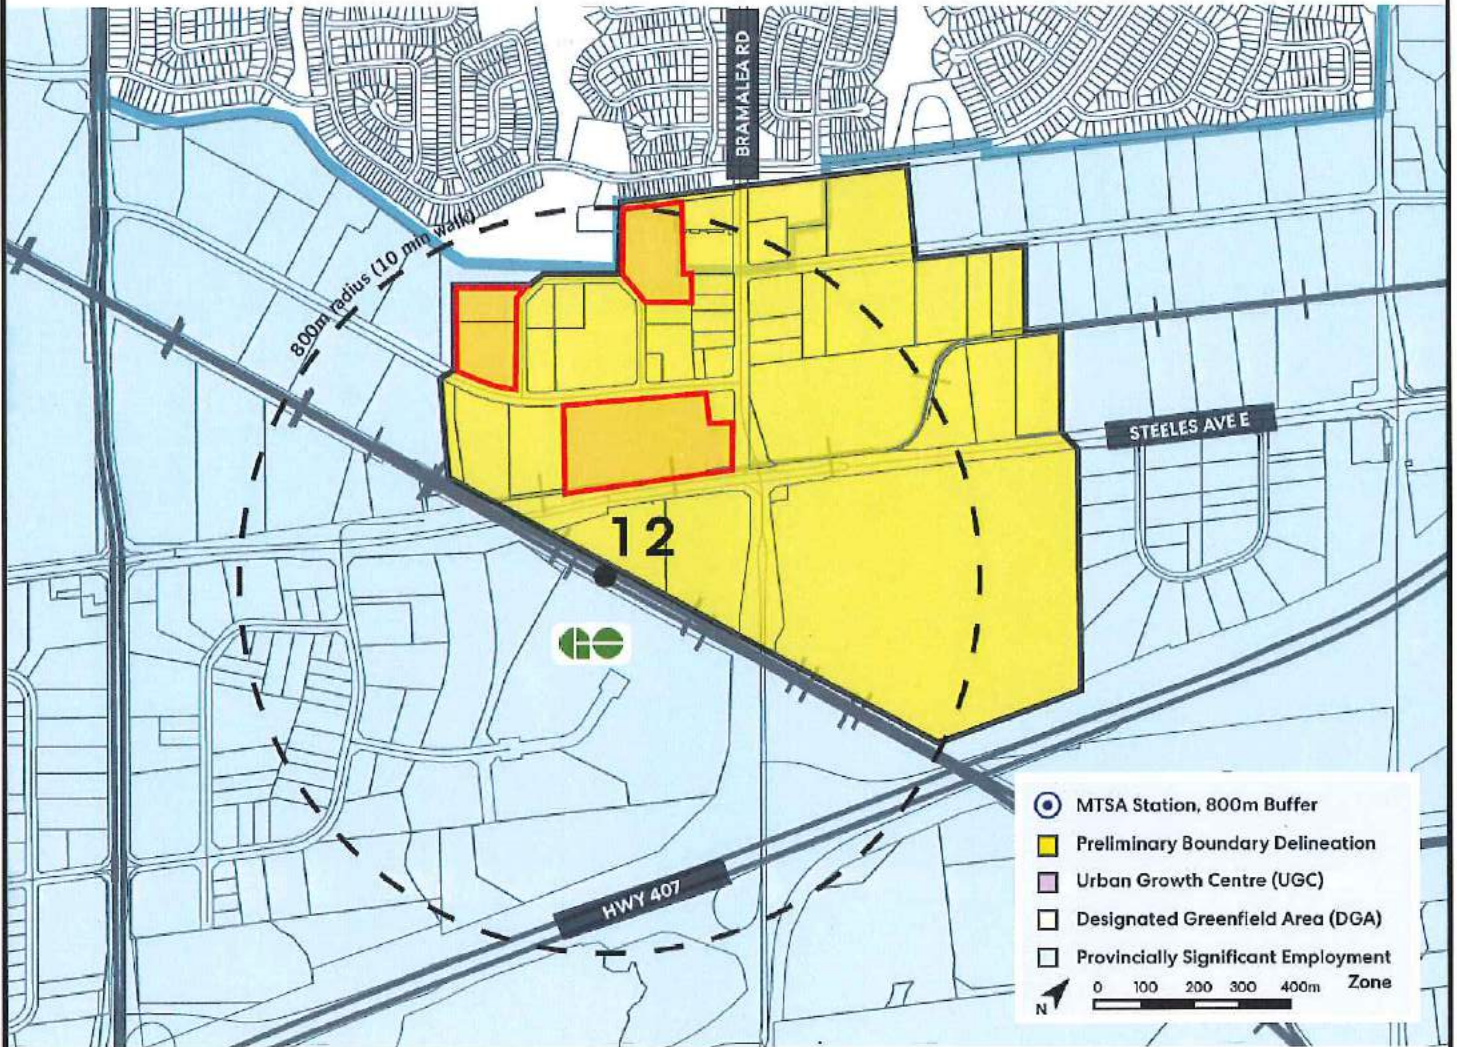 BRAMALEA RD
800m radius (10 min walk)
STEELES AVE E
12
GO
HWY 407
MTSA Station, 800m Buffer
Preliminary Boundary Delineation
Urban Growth Centre (UGC)
Designated Greenfield Area (DGA)
Provincially Significant Employment
Zone
N
0 100 200 300 400m